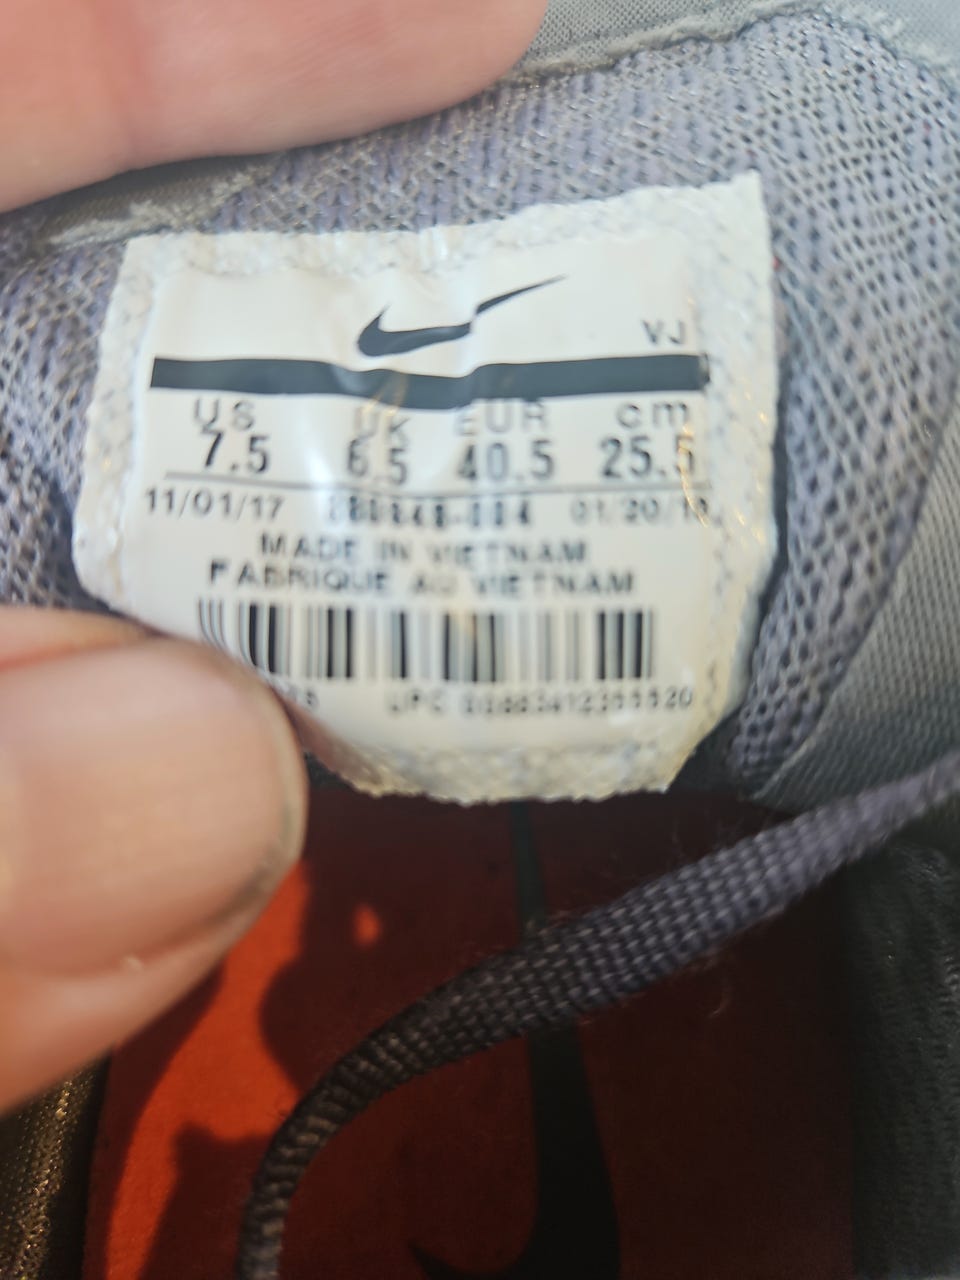 VJ
US UK EUR cm
7.5 6.5 40.5 25.5
11/01/17
MADE IN VIETNAM
FABRIQUE AU VIETNAM
UPC